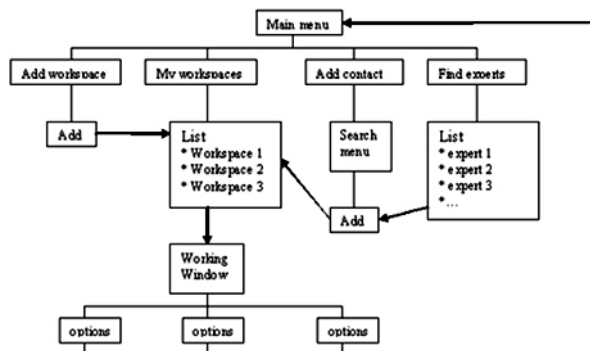 Main menu
Add workspace
My workspaces
Add contact
Find experts
Add
List
* Workspace 1
* Workspace 2
* Workspace 3
Search
menu
List
* expert 1
* expert 2
* expert 3
*...
Add
Working
Window
options
options
options